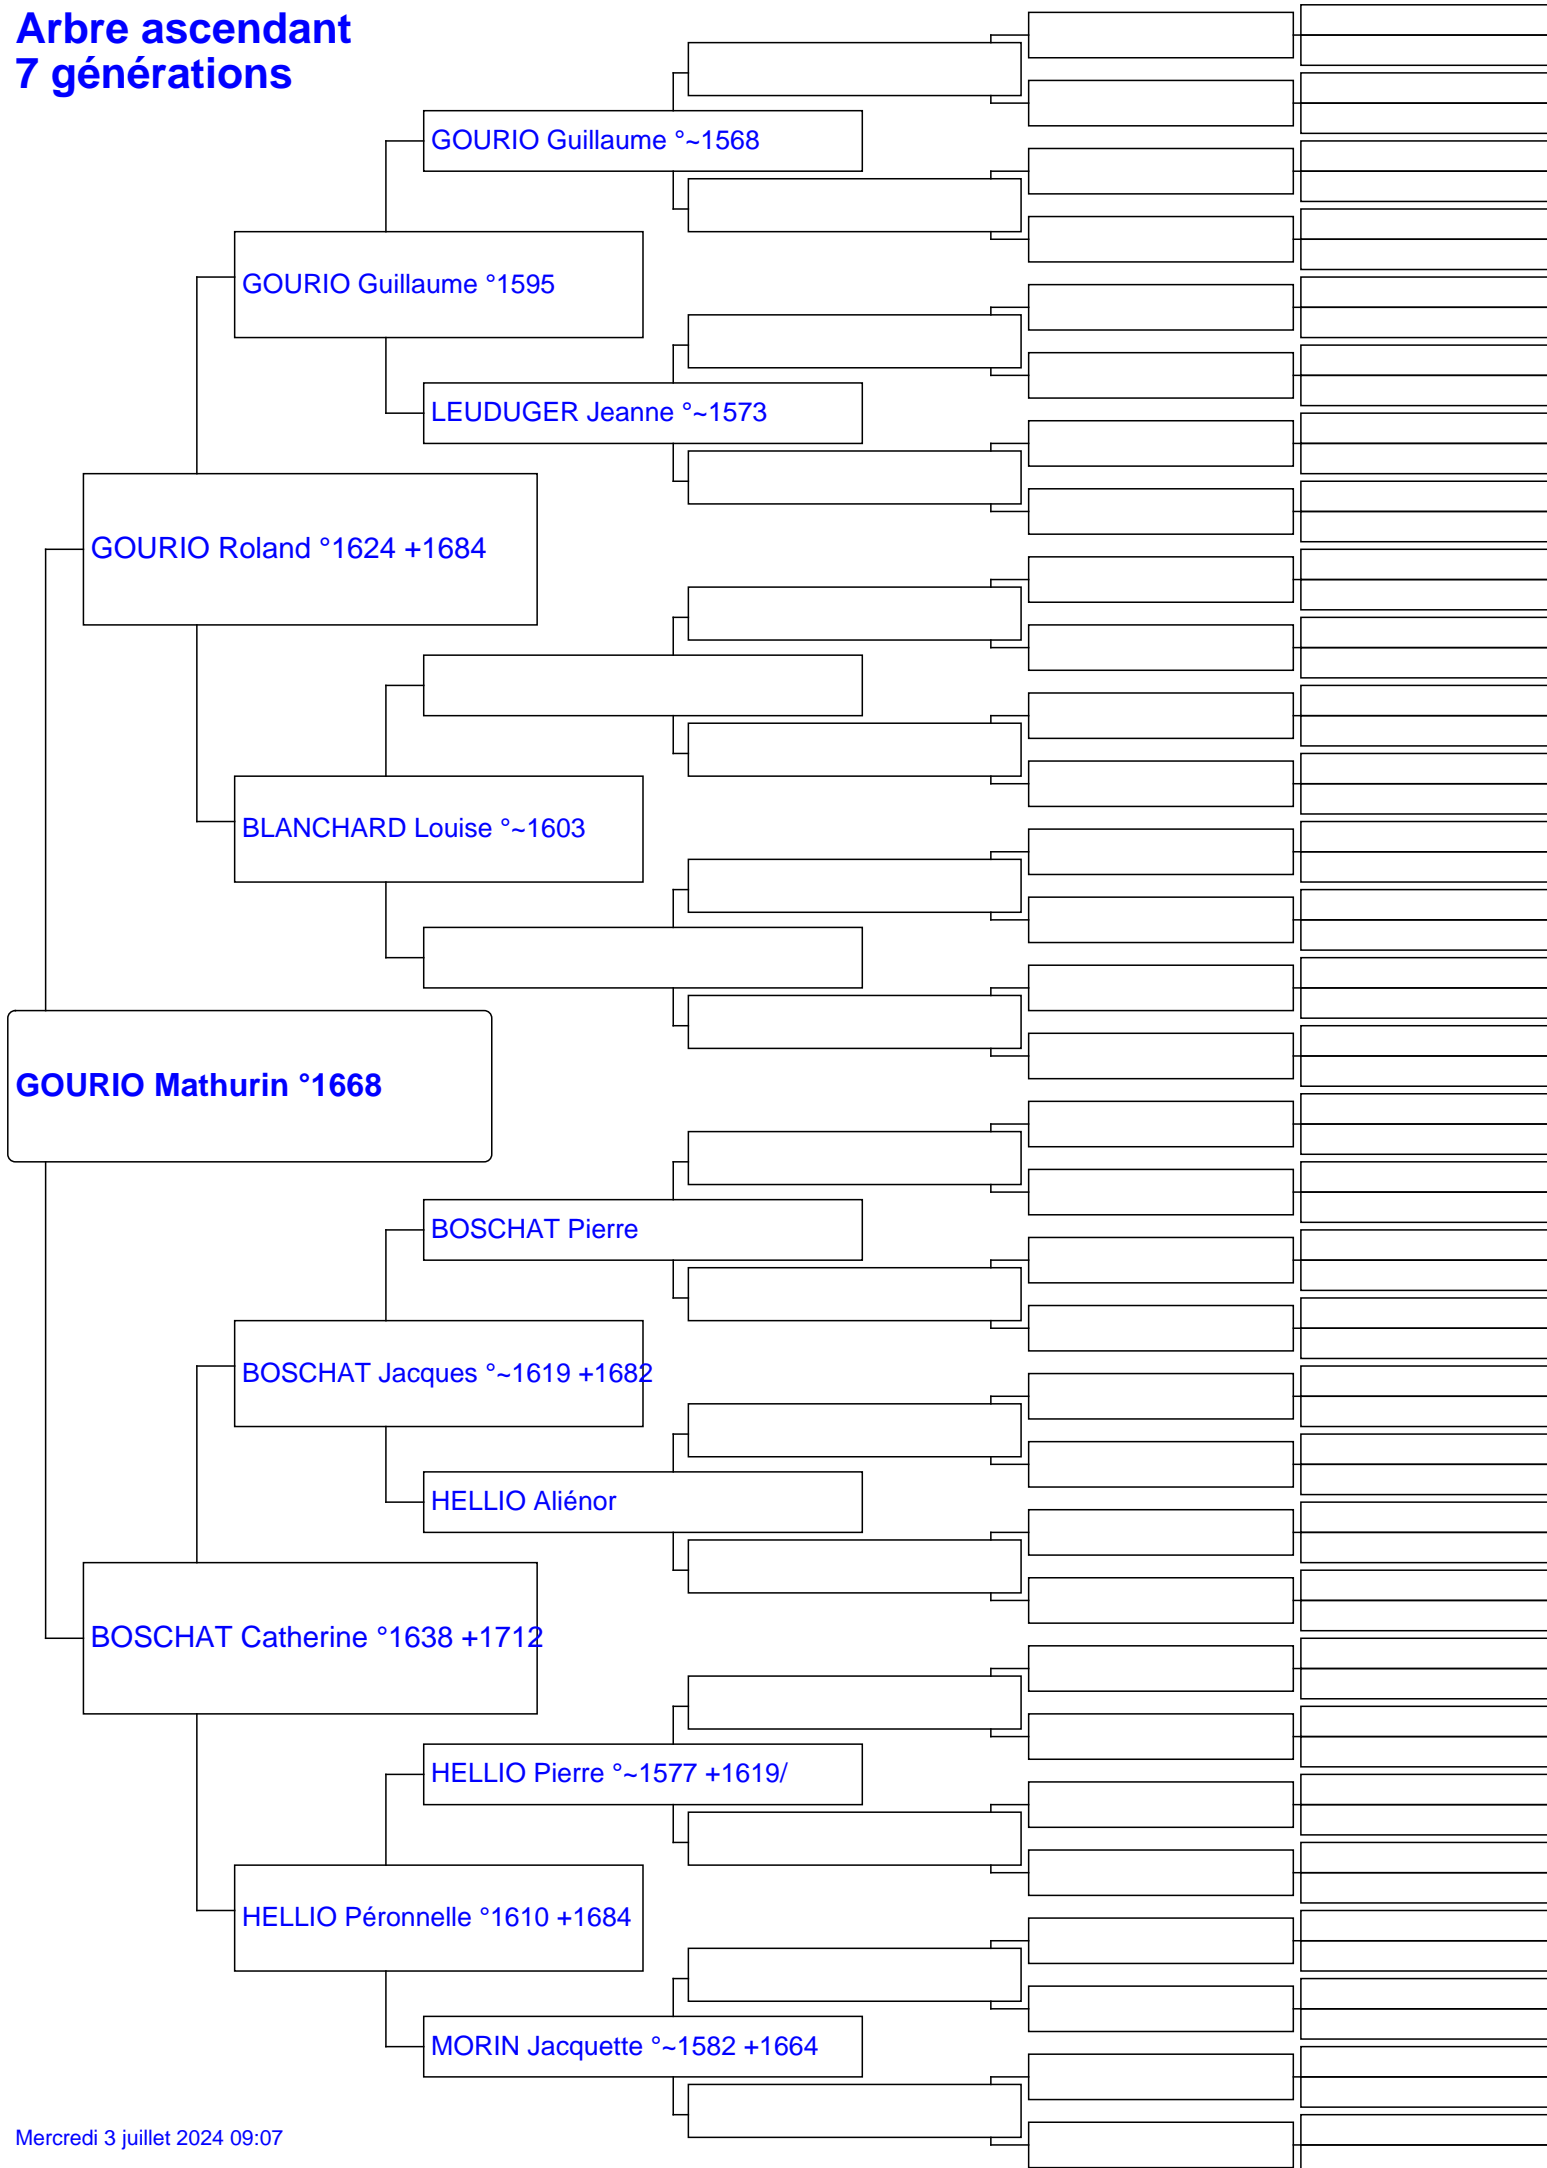 Arbre ascendant
7 générations
GOURIO Guillaume °~1568
GOURIO Guillaume °1595
LEUDUGER Jeanne °~1573
GOURIO Roland °1624 +1684
BLANCHARD Louise °~1603
GOURIO Mathurin °1668
BOSCHAT Pierre
BOSCHAT Jacques °~1619 +1682
HELLIO Aliénor
BOSCHAT Catherine °1638 +1712
HELLIO Pierre °~1577 +1619/
HELLIO Péronnelle °1610 +1684
MORIN Jacquette °~1582 +1664
Mercredi 3 juillet 2024 09:07